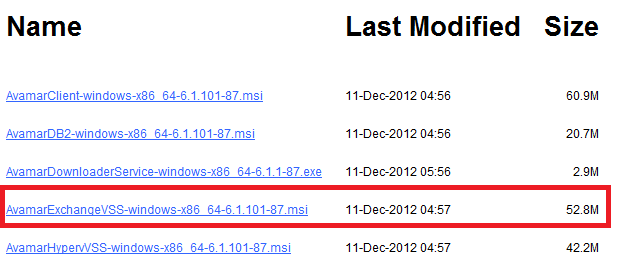 Name Last Modified Size
AvamarClient-windows-x86_64-6.1.101-87.msi 11-Dec-2012 04:56 60.9M
AvamarDB2-windows-x86_64-6.1.101-87.msi 11-Dec-2012 04:56 20.7M
AvamarDownloaderService-windows-x86_64-6.1.1-87.exe 11-Dec-2012 05:56 2.9M
AvamarExchangeVSS-windows-x86_64-6.1.101-87.msi 11-Dec-2012 04:57 52.8M
AvamarHypervVSS-windows-x86_64-6.1.101-87.msi 11-Dec-2012 04:57 42.2M